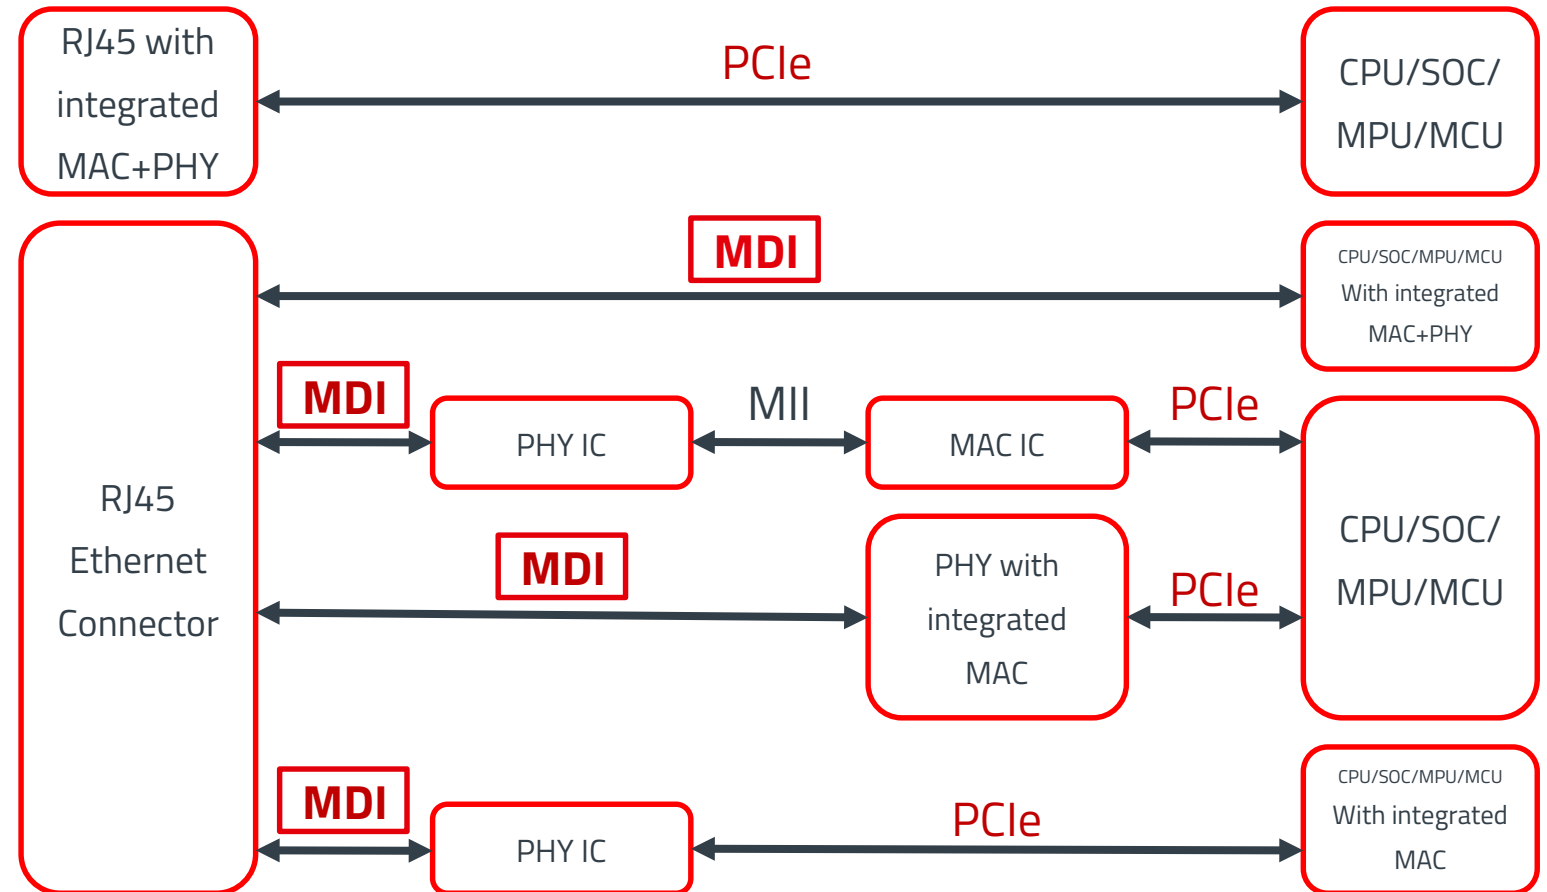 RJ45 with
integrated
MAC+PHY
PCIe
CPU/SOC/
MPU/MCU
MDI
CPU/SOC/MPU/MCU
With integrated
MAC+PHY
RJ45
Ethernet
Connector
MDI
PHY IC
MII
MAC IC
PCIe
CPU/SOC/
MPU/MCU
MDI
PHY with
integrated
MAC
PCIe
MDI
PHY IC
PCIe
CPU/SOC/MPU/MCU
With integrated
MAC